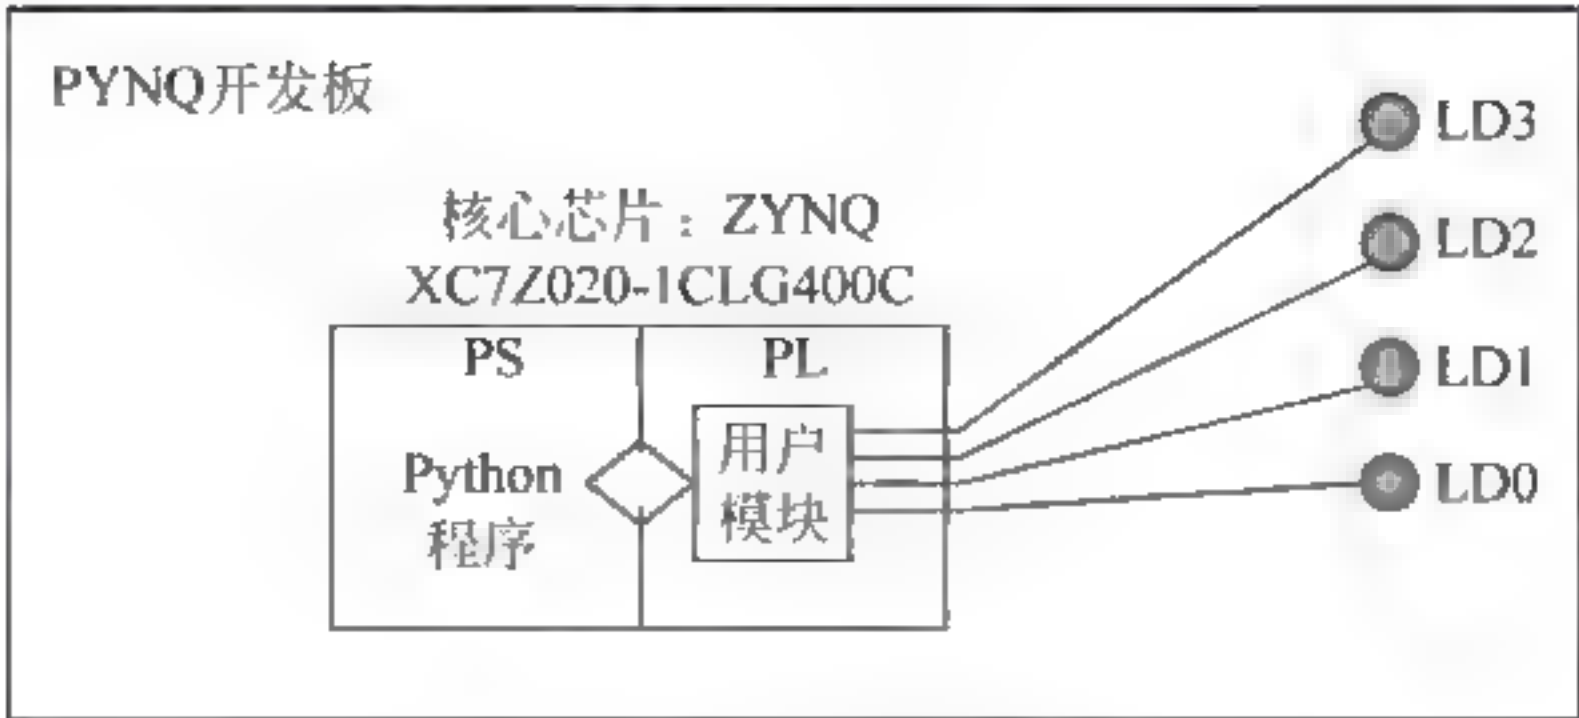 PYNQ开发板
核心芯片：ZYNQ
XC7Z020-1CLG400C
PS
PL
Python
程序
用户
模块
LD3
LD2
LD1
LD0